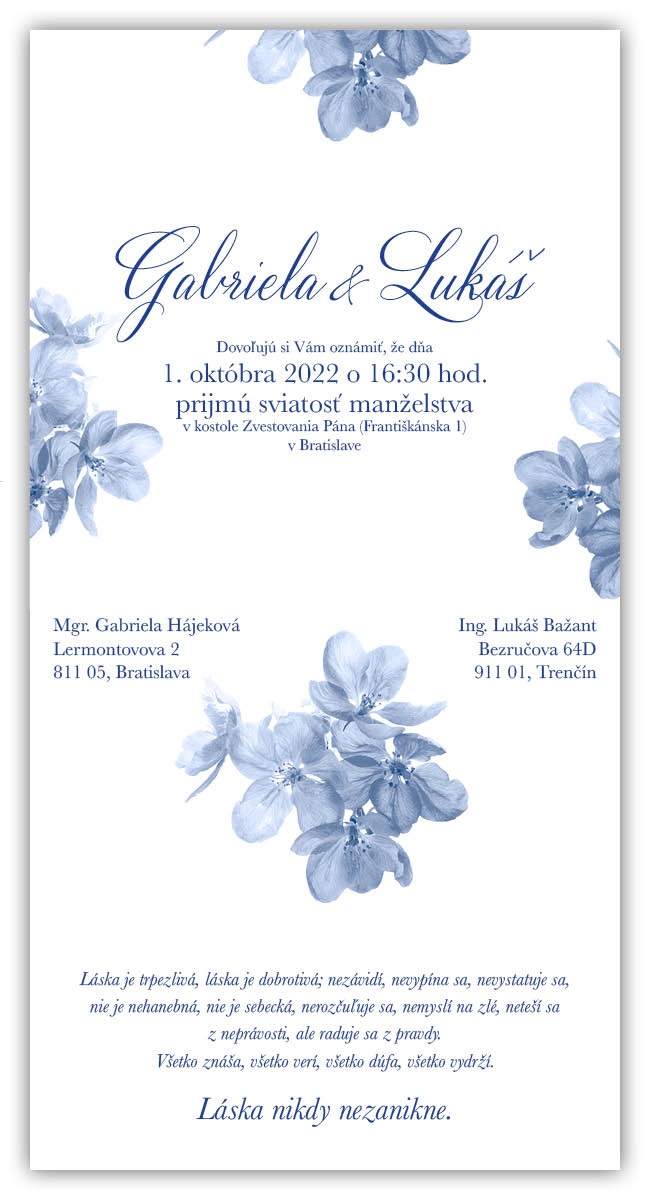 Gabriela & Lukáš
Dovoľujú si Vám oznámiť, že dňa
1. októbra 2022 o 16:30 hod.
prijmú sviatosť manželstva
v kostole Zvestovania Pána (Františkánska 1)
v Bratislave
Mgr. Gabriela Hájeková
Lermontovova 2
811 05, Bratislava
Ing. Lukáš Bažant
Bezručova 64D
911 01, Trenčín
Láska je trpezlivá, láska je dobrotivá; nezávidí, nevypína sa, nevystatuje sa,
nie je nehanebná, nie je sebecká, nerozčuľuje sa, nemyslí na zlé, neteší sa
z neprávosti, ale raduje sa z pravdy.
Všetko znáša, všetko verí, všetko dúfa, všetko vydrží.
Láska nikdy nezanikne.